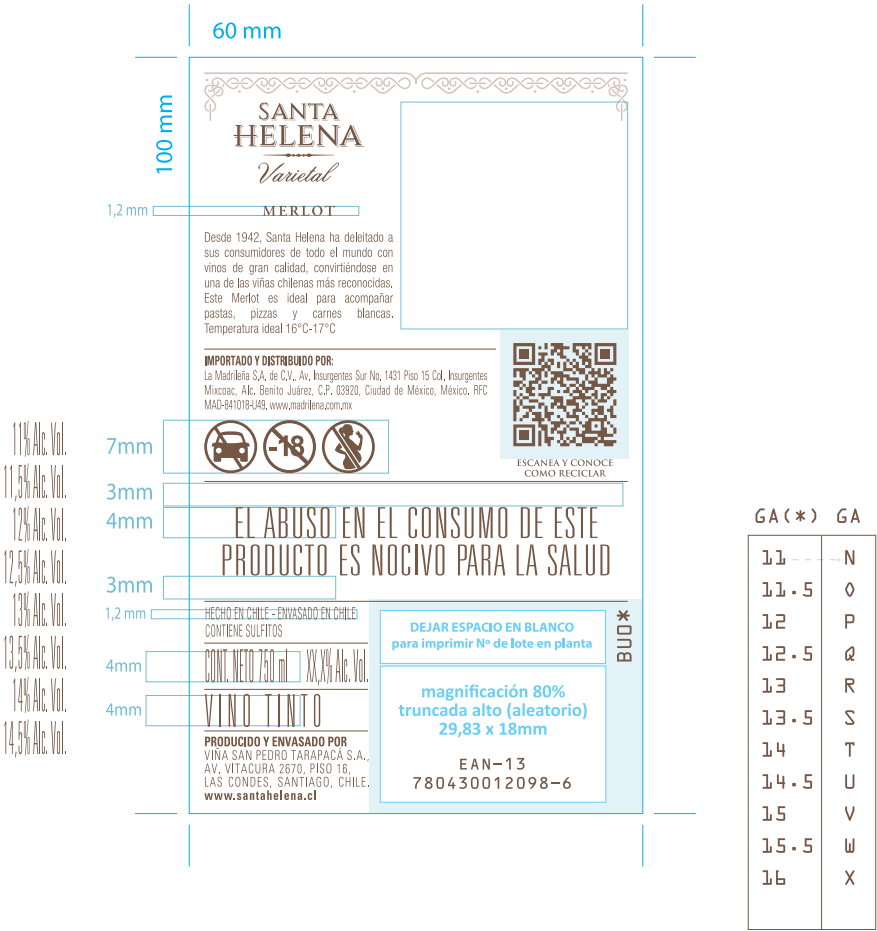 60 mm
100 mm
SANTA
HELENA
Varietal
1,2 mm
MERLOT
Desde 1942, Santa Helena ha deleitado a
sus consumidores de todo el mundo con
vinos de gran calidad, convirtiéndose en
una de las viñas chilenas más reconocidas.
Este Merlot es ideal para acompañar
pastas, pizzas y carnes blancas.
Temperatura ideal 16°C-17°C
IMPORTADO Y DISTRIBUIDO POR:
La Madrileña S.A. de C.V., Av. Insurgentes Sur No. 1431 Piso 15 Col. Insurgentes
Mixcoac, Alc. Benito Juárez, C.P. 03920, Ciudad de México, México. RFC
MAD-841018-U49. www.madrilena.com.mx
ESCANEA Y CONOCE
COMO RECICLAR
7mm
-18
3mm
4mm
EL ABUSO EN EL CONSUMO DE ESTE
PRODUCTO ES NOCIVO PARA LA SALUD
3mm
1,2 mm
HECHO EN CHILE - ENVASADO EN CHILE
CONTIENE SULFITOS
4mm
CONT. NETO 750 ml XX,X% Alc. Vol.
4mm
VINO TINTO
PRODUCIDO Y ENVASADO POR
VIÑA SAN PEDRO TARAPACÁ S.A.,
AV. VITACURA 2670, PISO 16,
LAS CONDES, SANTIAGO, CHILE.
www.santahelena.cl
DEJAR ESPACIO EN BLANCO
para imprimir Nº de lote en planta
BUO*
magnificación 80%
truncada alto (aleatorio)
29,83 x 18mm
EAN-13
780430012098-6
11% Alc. Vol.
11,5% Alc. Vol.
12% Alc. Vol.
12,5% Alc. Vol.
13% Alc. Vol.
13,5% Alc. Vol.
14% Alc. Vol.
14,5% Alc. Vol.
GA(*) GA
11 N
11.5 O
12 P
12.5 Q
13 R
13.5 S
14 T
14.5 U
15 V
15.5 W
16 X